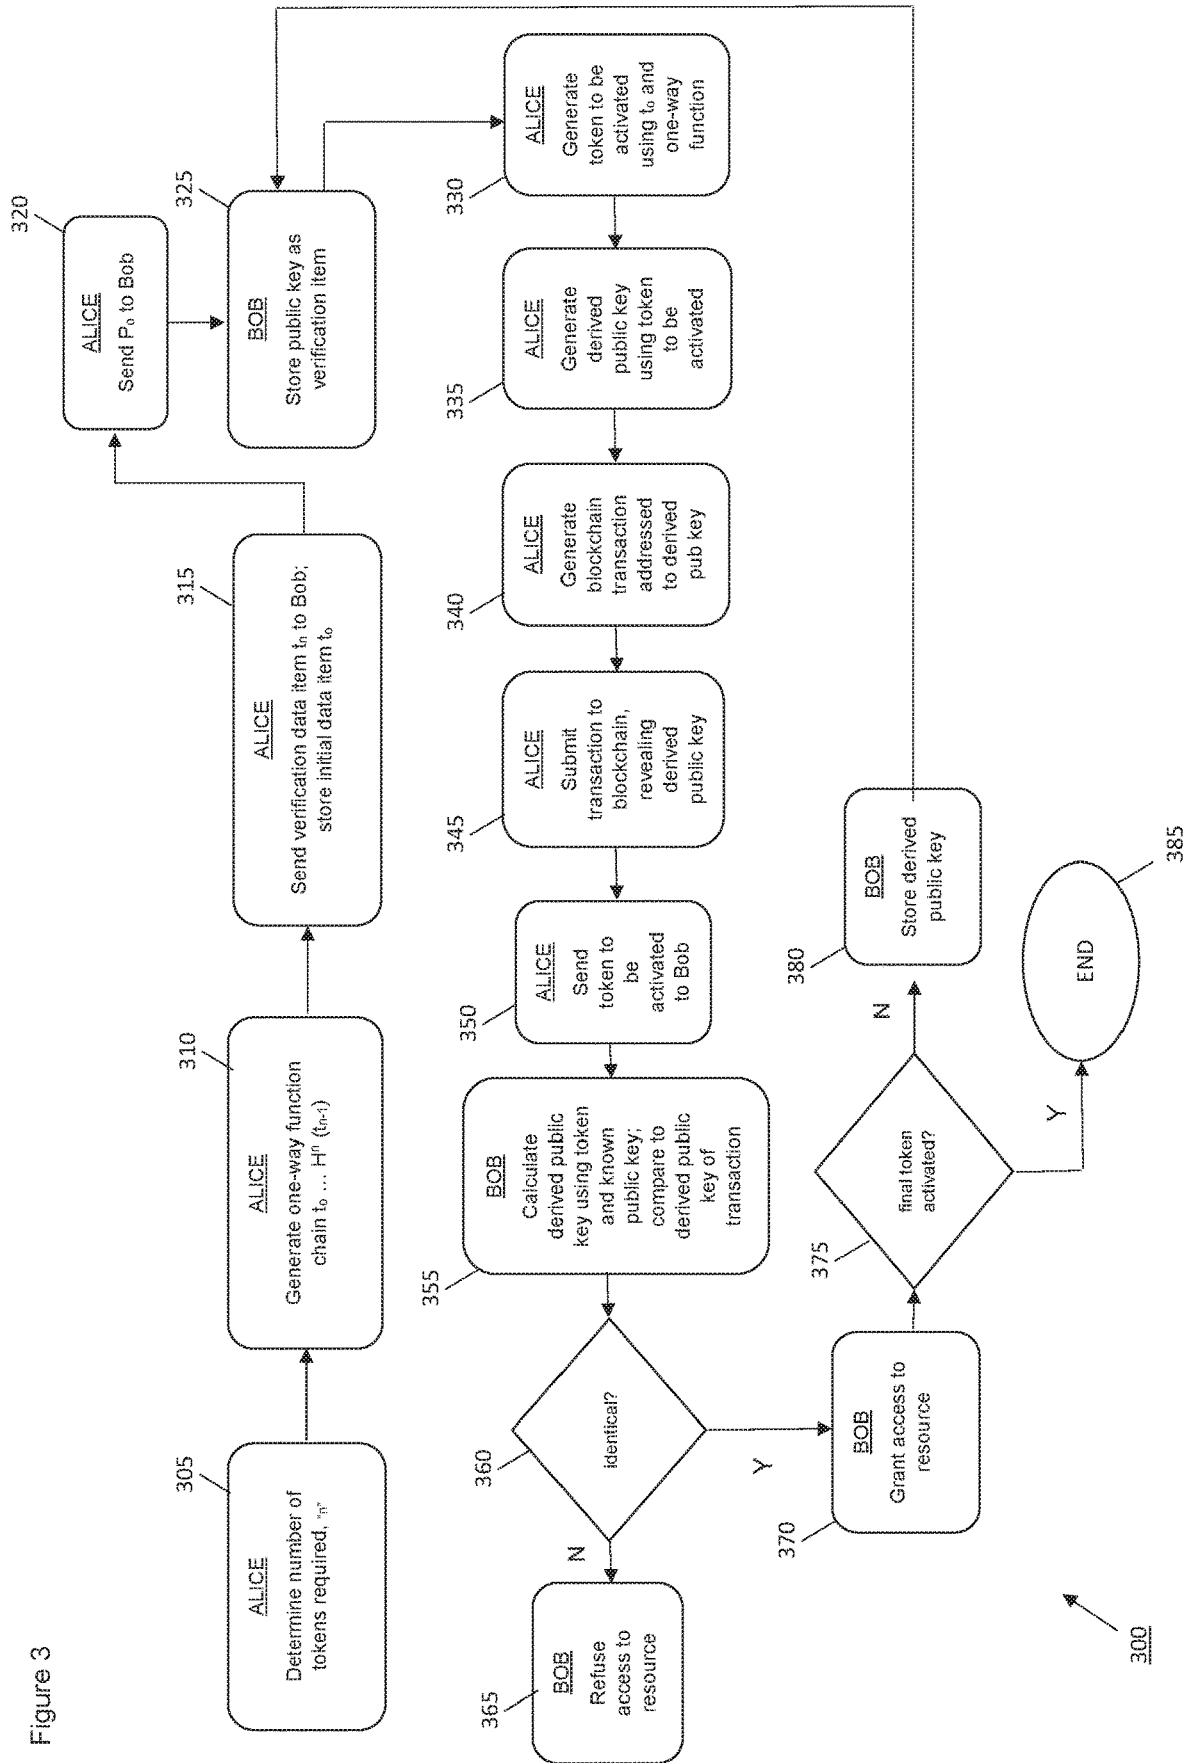 Figure 3
305
ALICE
Determine number of
tokens required, "n"
310
ALICE
Generate one-way function
chain t₀ … Hⁿ (tₙ₋₁)
315
ALICE
Send verification data item tₙ to Bob;
store initial data item t₀
320
ALICE
Send P₀ to Bob
325
BOB
Store public key as
verification item
330
ALICE
Generate
token to be
activated
using t₀ and
one-way
function
335
ALICE
Generate
derived
public key
using token
to be
activated
340
ALICE
Generate
blockchain
transaction
addressed
to derived
pub key
345
ALICE
Submit
transaction to
blockchain,
revealing
derived
public key
350
ALICE
Send
token to
be
activated
to Bob
355
BOB
Calculate
derived public
key using token
and known
public key;
compare to
derived public
key of
transaction
360
identical?
N
Y
365
BOB
Refuse
access to
resource
370
BOB
Grant access to
resource
375
final token
activated?
N
Y
380
BOB
Store derived
public key
385
END
300